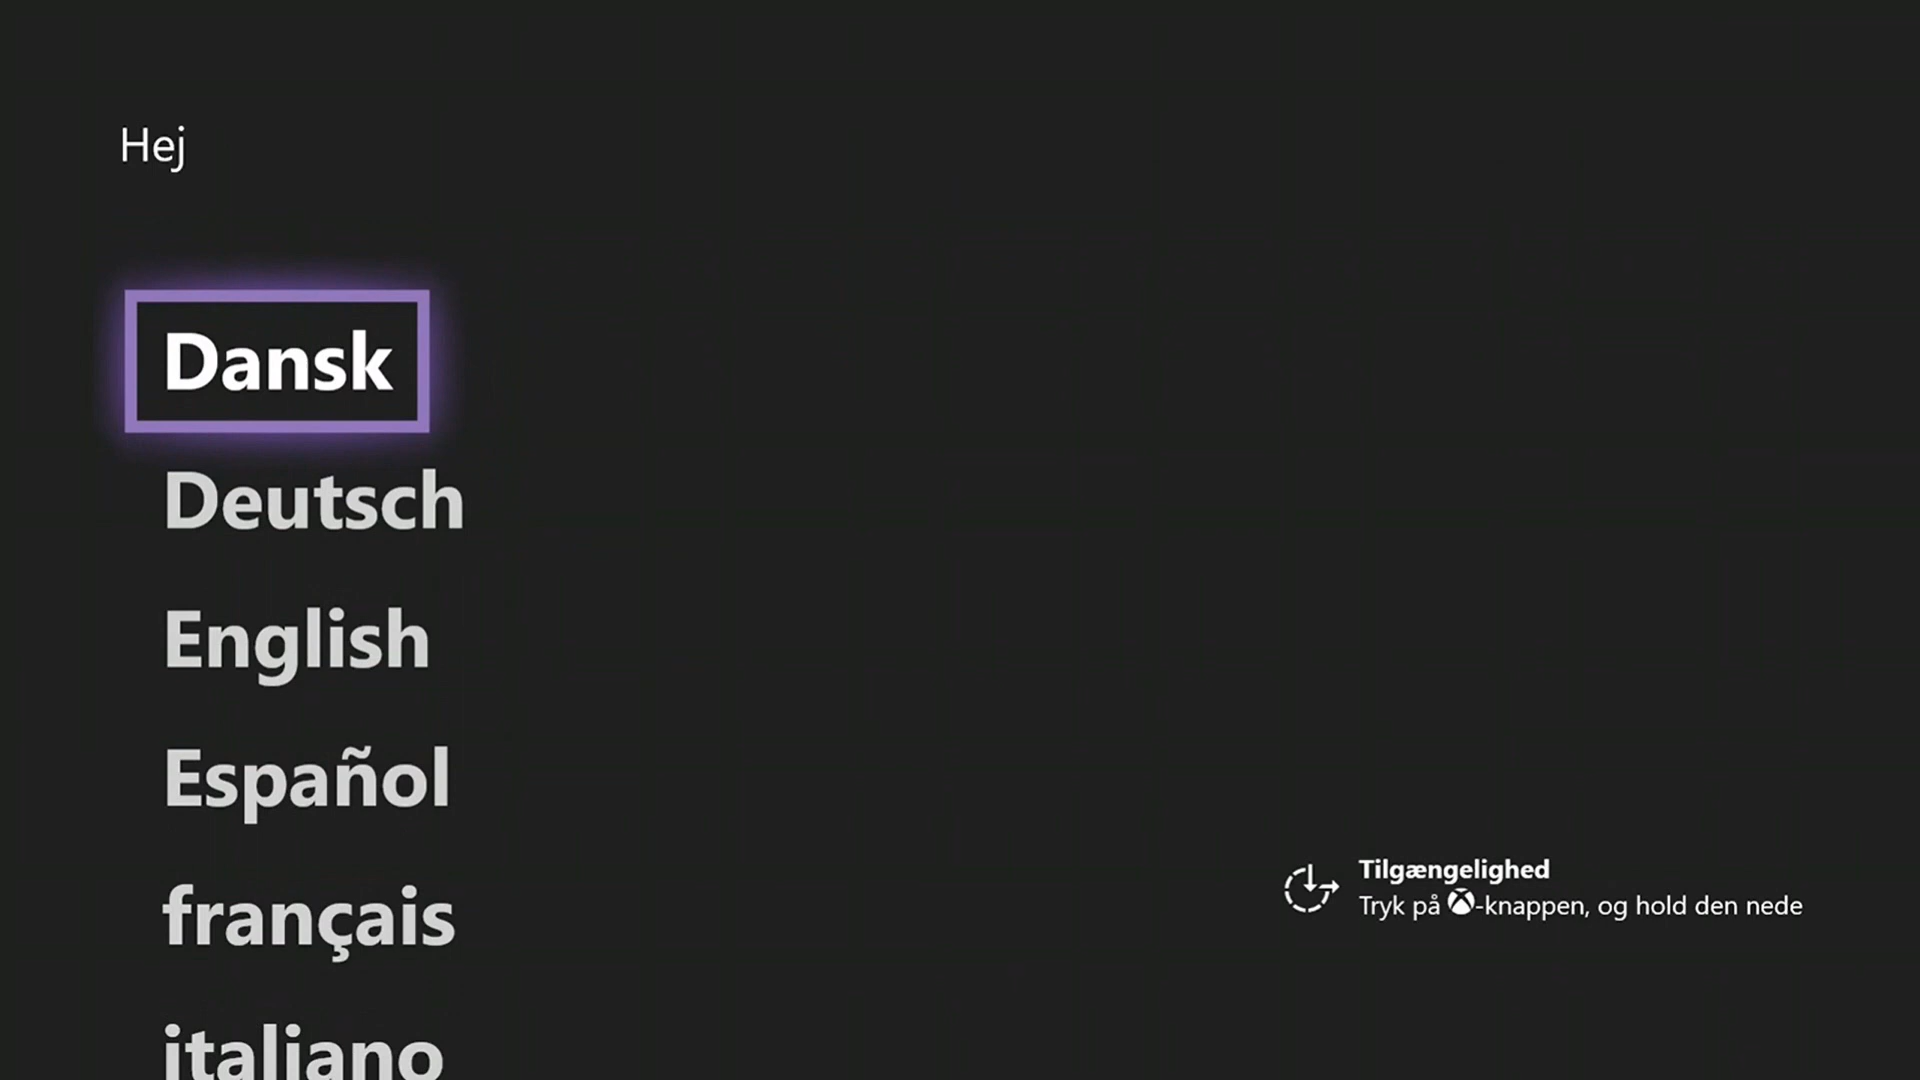 Hej
Dansk
Deutsch
English
Español
français
italiano
Tilgængelighed
Tryk på -knappen, og hold den nede